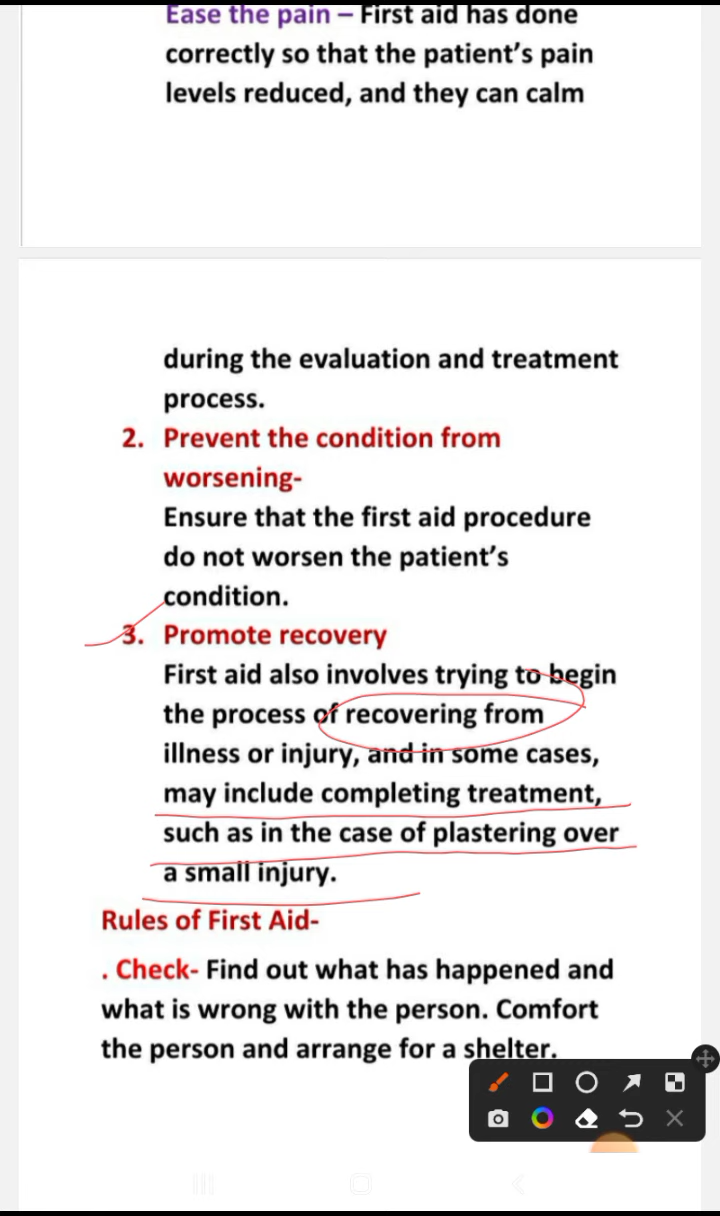 Ease the pain – First aid has done
correctly so that the patient's pain
levels reduced, and they can calm
during the evaluation and treatment
process.
2. Prevent the condition from
worsening-
Ensure that the first aid procedure
do not worsen the patient's
condition.
3. Promote recovery
First aid also involves trying to begin
the process of recovering from
illness or injury, and in some cases,
may include completing treatment,
such as in the case of plastering over
a small injury.
Rules of First Aid-
. Check- Find out what has happened and
what is wrong with the person. Comfort
the person and arrange for a shelter.